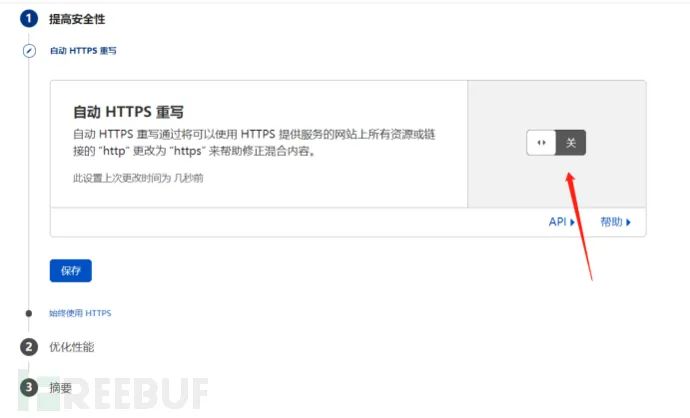 1 提高安全性
自动 HTTPS 重写
自动 HTTPS 重写
自动 HTTPS 重写通过将可以使用 HTTPS 提供服务的网站上所有资源或链
接的 “http” 更改为 “https” 来帮助修正混合内容。
此设置上次更改时间为 几秒前
关
API 帮助
保存
始终使用 HTTPS
2 优化性能
3 摘要
FREEBUF